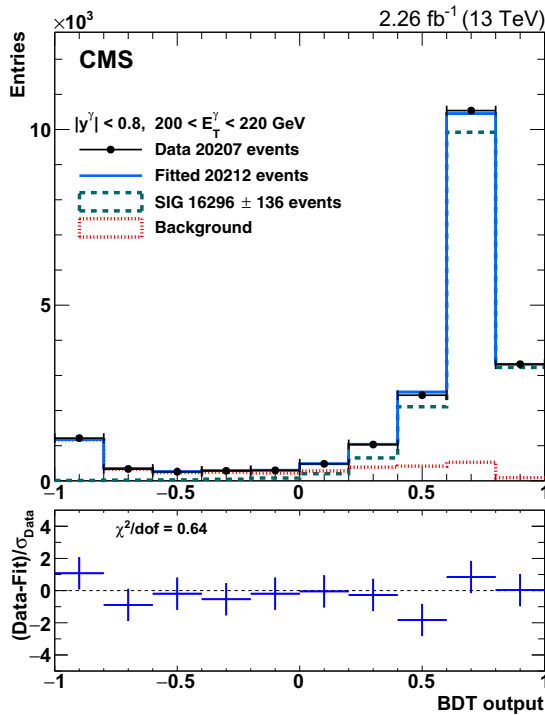 2.26 fb⁻¹ (13 TeV)
×10³
Entries
CMS
|y^γ| < 0.8, 200 < E_T^γ < 220 GeV
Data 20207 events
Fitted 20212 events
SIG 16296 ± 136 events
Background
10
5
0
−1 −0.5 0 0.5 1
(Data-Fit)/σ_Data
χ²/dof = 0.64
4
2
0
−2
−4
−1 −0.5 0 0.5 1
BDT output